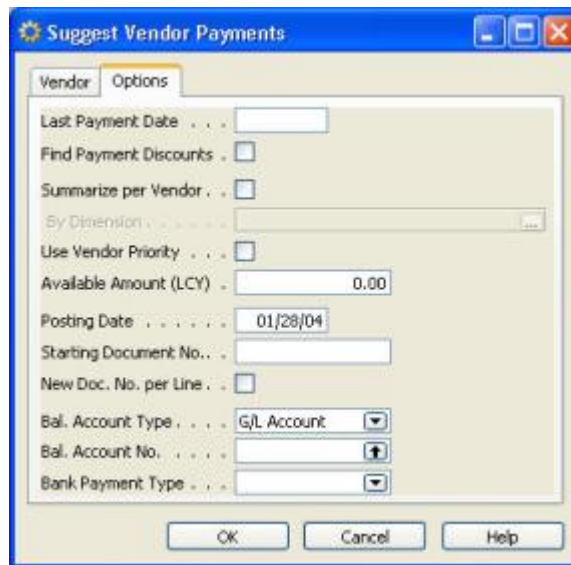 Suggest Vendor Payments
Vendor Options
Last Payment Date . . .
Find Payment Discounts .
Summarize per Vendor . .
By Dimension . . . . . . ...
Use Vendor Priority . . .
Available Amount (LCY) . 0.00
Posting Date . . . . . . 01/28/04
Starting Document No.. .
New Doc. No. per Line . .
Bal. Account Type . . . . G/L Account
Bal. Account No. . . . . .
Bank Payment Type . . .
OK Cancel Help